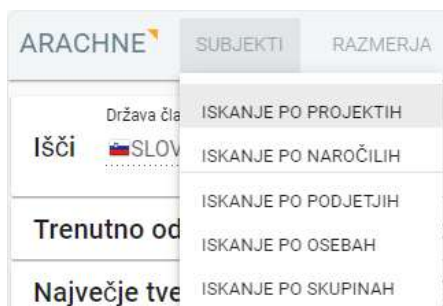 ARACHNE SUBJEKTI RAZMERJA
ISKANJE PO PROJEKTIH
Država čla
Išči SLOV
ISKANJE PO NAROČILIH
ISKANJE PO PODJETJIH
Trenutno od
ISKANJE PO OSEBAH
Največje tve
ISKANJE PO SKUPINAH